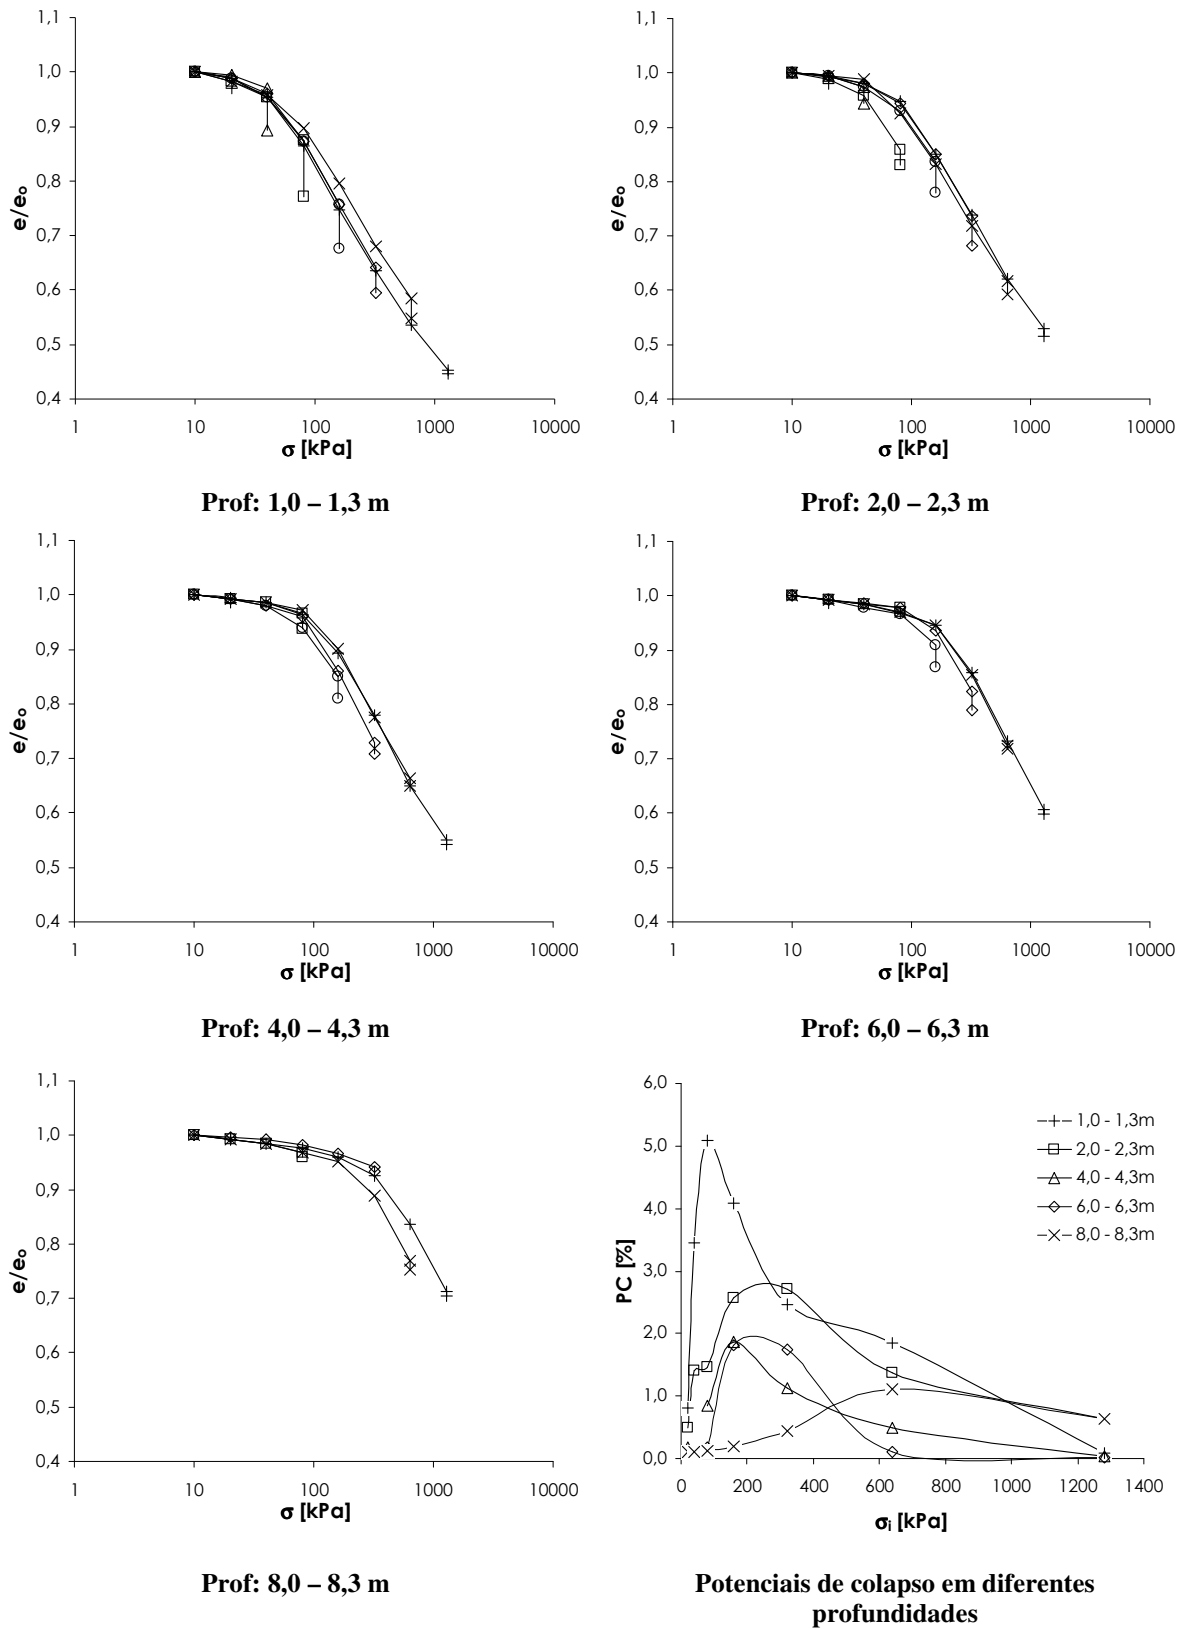 1,1
1,0
0,9
0,8
0,7
0,6
0,5
0,4
e/eo
1 10 100 1000 10000
σ [kPa]
Prof: 1,0 – 1,3 m
1,1
1,0
0,9
0,8
0,7
0,6
0,5
0,4
e/eo
1 10 100 1000 10000
σ [kPa]
Prof: 2,0 – 2,3 m
1,1
1,0
0,9
0,8
0,7
0,6
0,5
0,4
e/eo
1 10 100 1000 10000
σ [kPa]
Prof: 4,0 – 4,3 m
1,1
1,0
0,9
0,8
0,7
0,6
0,5
0,4
e/eo
1 10 100 1000 10000
σ [kPa]
Prof: 6,0 – 6,3 m
1,1
1,0
0,9
0,8
0,7
0,6
0,5
0,4
e/eo
1 10 100 1000 10000
σ [kPa]
Prof: 8,0 – 8,3 m
6,0
5,0
4,0
3,0
2,0
1,0
0,0
PC [%]
1,0 - 1,3m
2,0 - 2,3m
4,0 - 4,3m
6,0 - 6,3m
8,0 - 8,3m
0 200 400 600 800 1000 1200 1400
σi [kPa]
Potenciais de colapso em diferentes
profundidades